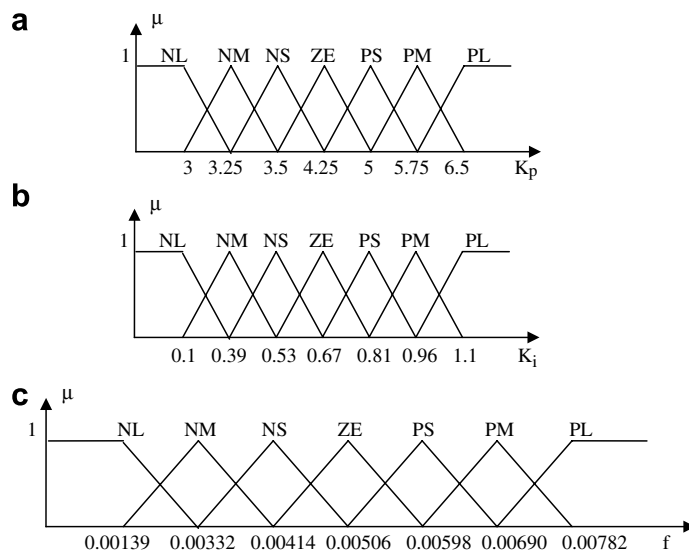 a
μ
1 NL NM NS ZE PS PM PL
3 3.25 3.5 4.25 5 5.75 6.5 Kp
b
μ
1 NL NM NS ZE PS PM PL
0.1 0.39 0.53 0.67 0.81 0.96 1.1 Ki
c
μ
1 NL NM NS ZE PS PM PL
0.00139 0.00332 0.00414 0.00506 0.00598 0.00690 0.00782 f